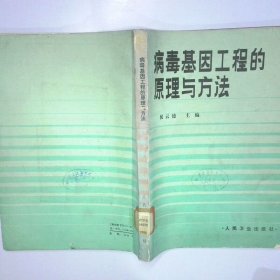 病毒基因工程的
原理与方法
侯云德 主编
人民卫生出版社
病毒基因工程的原理与方法